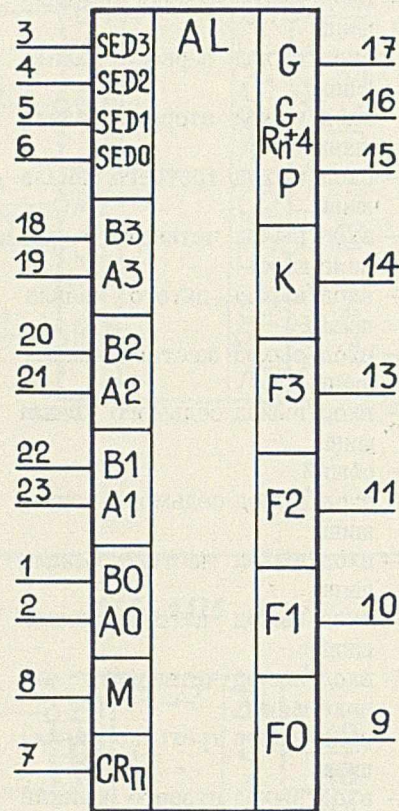 AL
3 SED3
4 SED2
5 SED1
6 SED0
18 B3
19 A3
20 B2
21 A2
22 B1
23 A1
1 B0
2 A0
8 M
7 CRп
G 17
G 16
Rп+4
P 15
K 14
F3 13
F2 11
F1 10
F0 9